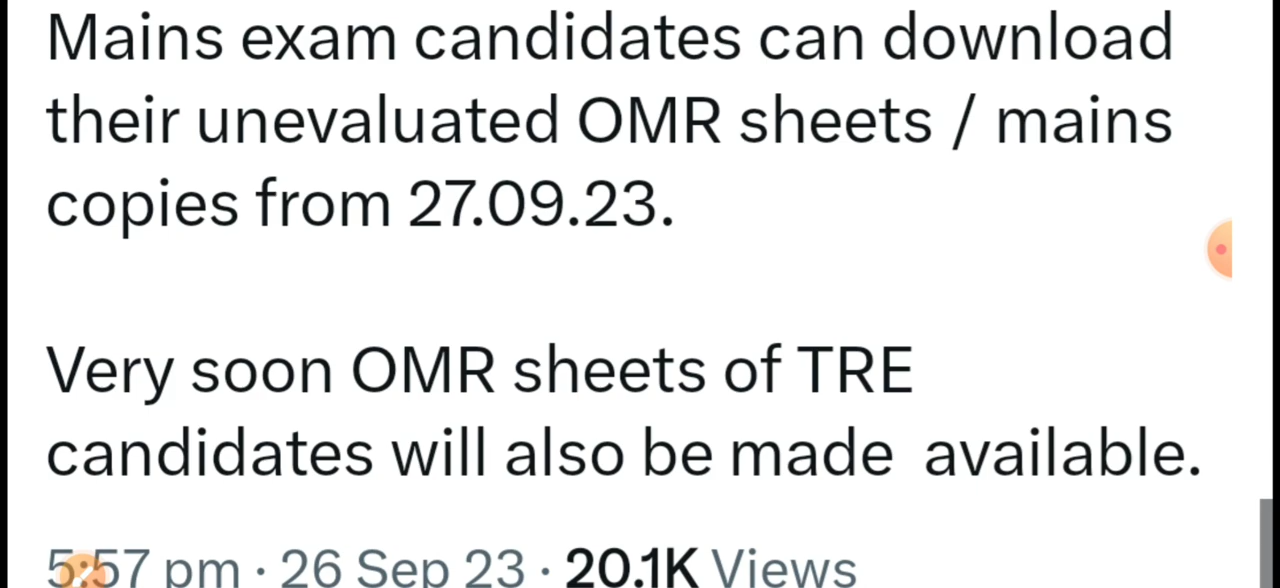 Mains exam candidates can download
their unevaluated OMR sheets / mains
copies from 27.09.23.
Very soon OMR sheets of TRE
candidates will also be made available.
5:57 pm · 26 Sep 23 · 20.1K Views